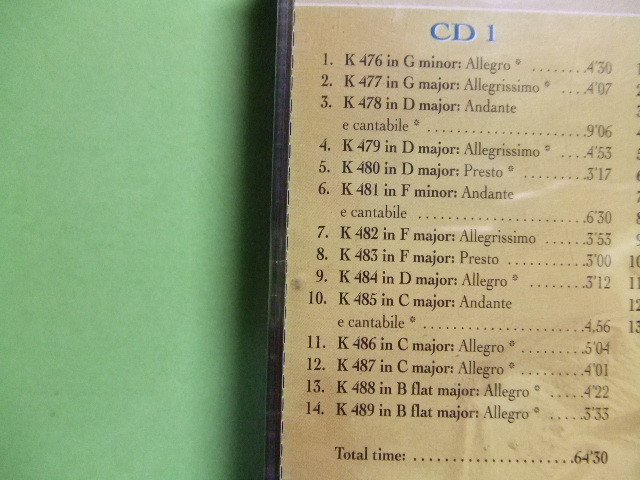 CD 1
1. K 476 in G minor: Allegro * .......4'30
2. K 477 in G major: Allegrissimo * ....4'07
3. K 478 in D major: Andante
e cantabile * ....................9'06
4. K 479 in D major: Allegrissimo * ....4'53
5. K 480 in D major: Presto * ........3'17
6. K 481 in F minor: Andante
e cantabile .....................6'30
7. K 482 in F major: Allegrissimo ......3'53
8. K 483 in F major: Presto ..........3'00
9. K 484 in D major: Allegro * .......3'12
10. K 485 in C major: Andante
e cantabile * ....................4,56
11. K 486 in C major: Allegro * .......5'04
12. K 487 in C major: Allegro * .......4'01
13. K 488 in B flat major: Allegro * ....4'22
14. K 489 in B flat major: Allegro * ....3'33
Total time: .....................64'30